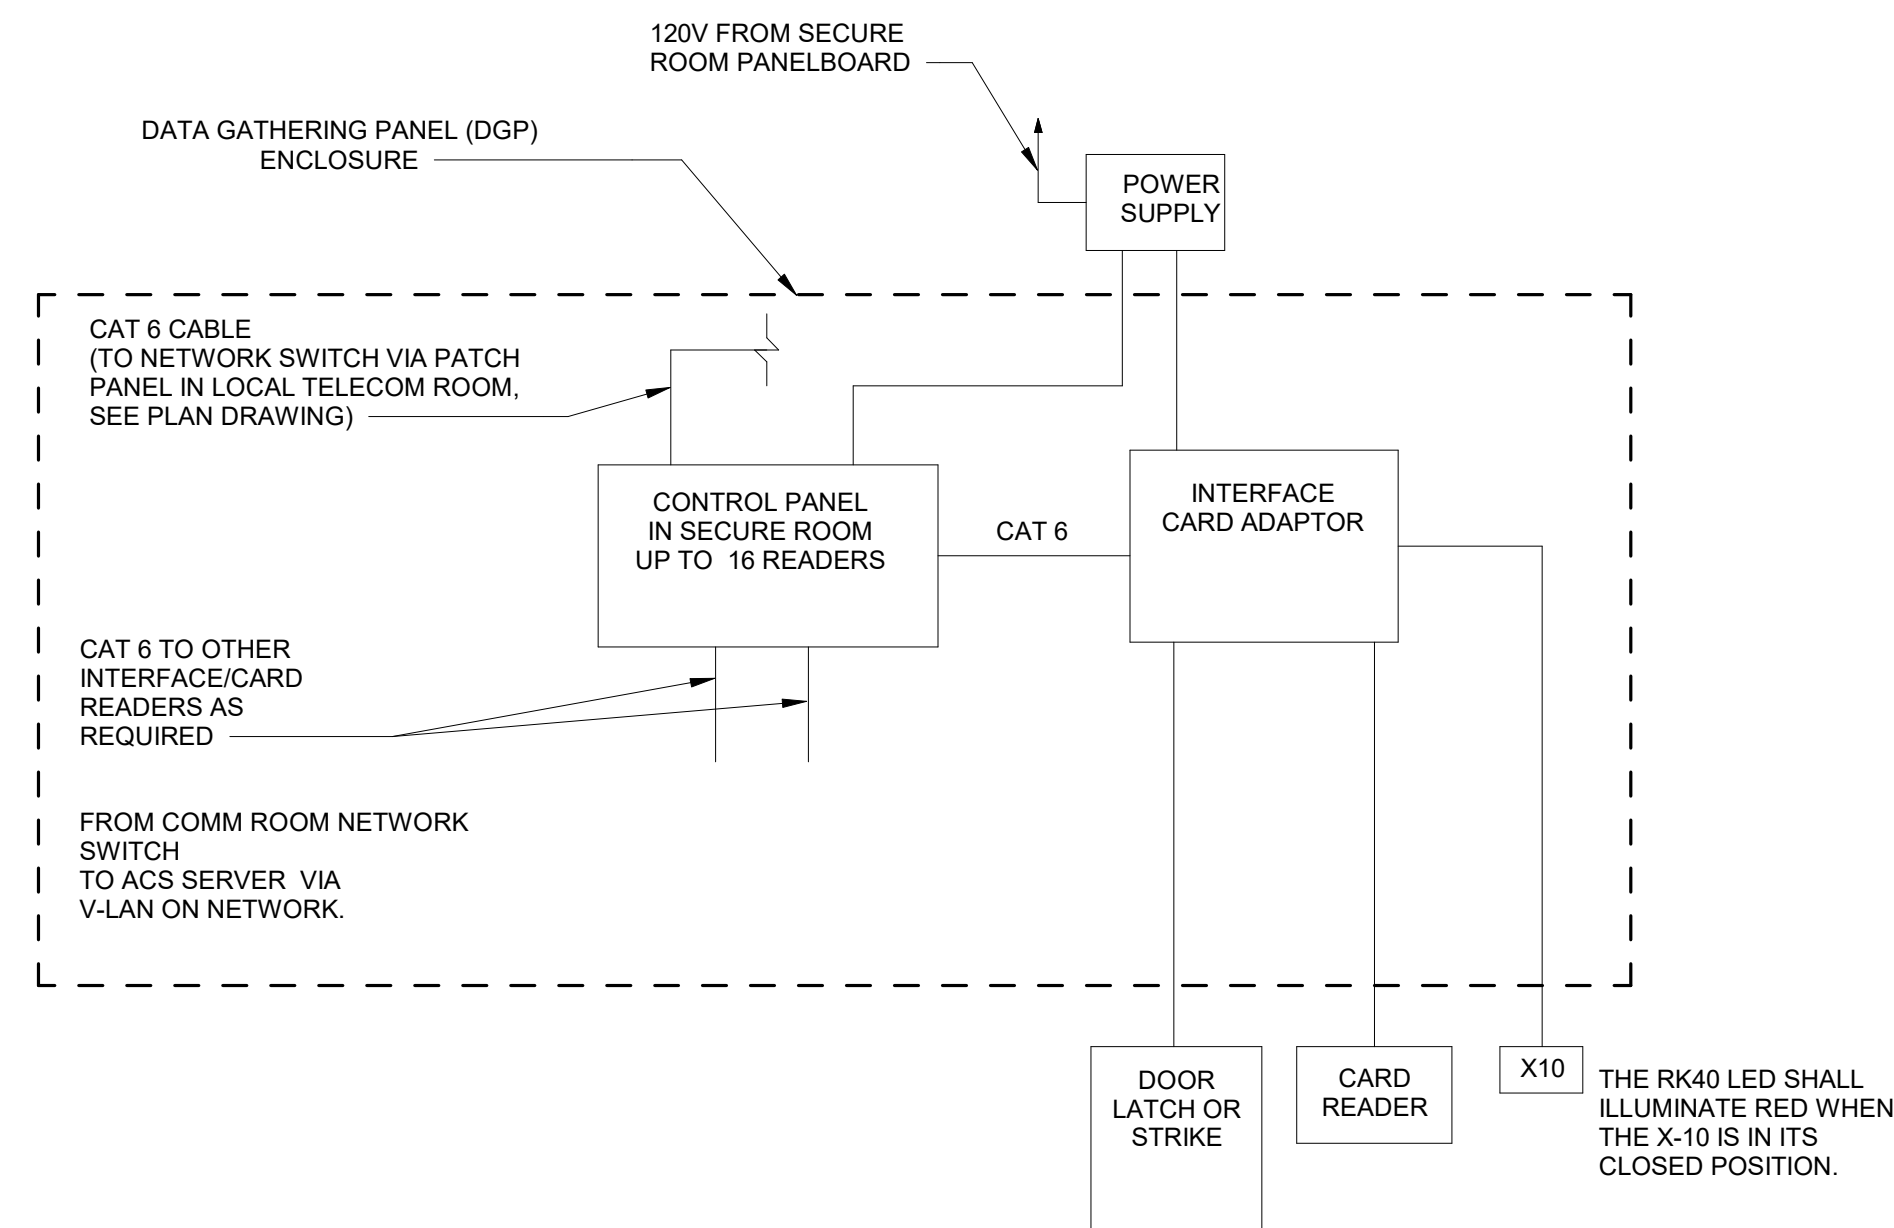 120V FROM SECURE
ROOM PANELBOARD
DATA GATHERING PANEL (DGP)
ENCLOSURE
POWER
SUPPLY
CAT 6 CABLE
(TO NETWORK SWITCH VIA PATCH
PANEL IN LOCAL TELECOM ROOM,
SEE PLAN DRAWING)
CONTROL PANEL
IN SECURE ROOM
UP TO  16 READERS
CAT 6
INTERFACE
CARD ADAPTOR
CAT 6 TO OTHER
INTERFACE/CARD
READERS AS
REQUIRED
FROM COMM ROOM NETWORK
SWITCH
TO ACS SERVER  VIA
V-LAN ON NETWORK.
DOOR
LATCH OR
STRIKE
CARD
READER
X10
THE RK40 LED SHALL
ILLUMINATE RED WHEN
THE X-10 IS IN ITS
CLOSED POSITION.